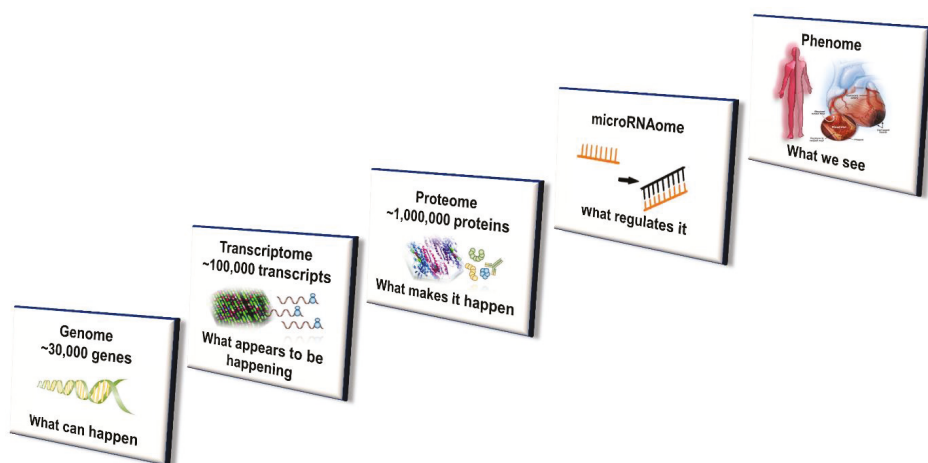 Genome
~30,000 genes
What can happen
Transcriptome
~100,000 transcripts
What appears to be
happening
Proteome
~1,000,000 proteins
What makes it happen
microRNAome
What regulates it
Phenome
What we see